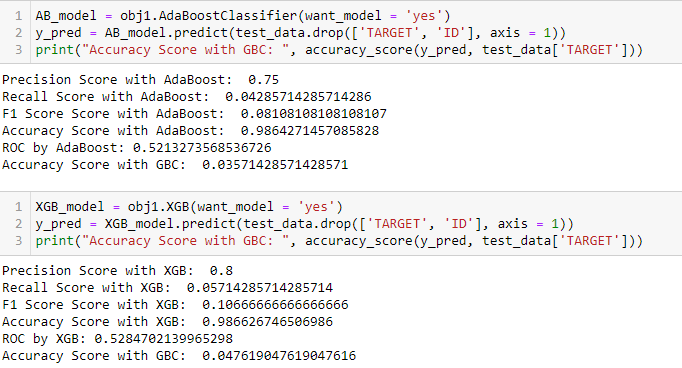 1 AB_model = obj1.AdaBoostClassifier(want_model = 'yes')
2 y_pred = AB_model.predict(test_data.drop(['TARGET', 'ID'], axis = 1))
3 print("Accuracy Score with GBC: ", accuracy_score(y_pred, test_data['TARGET']))
Precision Score with AdaBoost:  0.75
Recall Score with AdaBoost:  0.04285714285714286
F1 Score Score with AdaBoost:  0.08108108108108107
Accuracy Score with AdaBoost:  0.9864271457085828
ROC by AdaBoost: 0.5213273568536726
Accuracy Score with GBC:  0.03571428571428571
1 XGB_model = obj1.XGB(want_model = 'yes')
2 y_pred = XGB_model.predict(test_data.drop(['TARGET', 'ID'], axis = 1))
3 print("Accuracy Score with GBC: ", accuracy_score(y_pred, test_data['TARGET']))
Precision Score with XGB:  0.8
Recall Score with XGB:  0.05714285714285714
F1 Score Score with XGB:  0.10666666666666666
Accuracy Score with XGB:  0.986626746506986
ROC by XGB: 0.5284702139965298
Accuracy Score with GBC:  0.047619047619047616